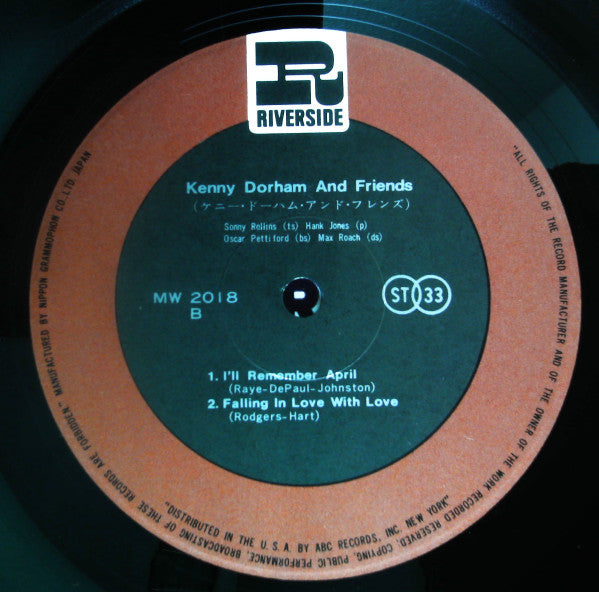 R
RIVERSIDE
Kenny Dorham And Friends
(ケニー・ドーハム・アンド・フレンズ)
Sonny Rollins (ts) Hank Jones (p)
Oscar Pettiford (bs) Max Roach (ds)
MW 2018
B
ST 33
1. I'll Remember April
(Raye-DePaul-Johnston)
2. Falling In Love With Love
(Rodgers-Hart)
"ALL RIGHTS OF THE RECORD MANUFACTURER AND OF THE OWNER OF THE WORK RECORDED RESERVED. COPYING, PUBLIC PERFORMANCE, BROADCASTING OF THESE RECORDS ARE FORBIDDEN" MANUFACTURED BY NIPPON GRAMMOPHON CO., LTD. JAPAN
"DISTRIBUTED IN THE U. S. A. BY ABC RECORDS, INC. NEW YORK"